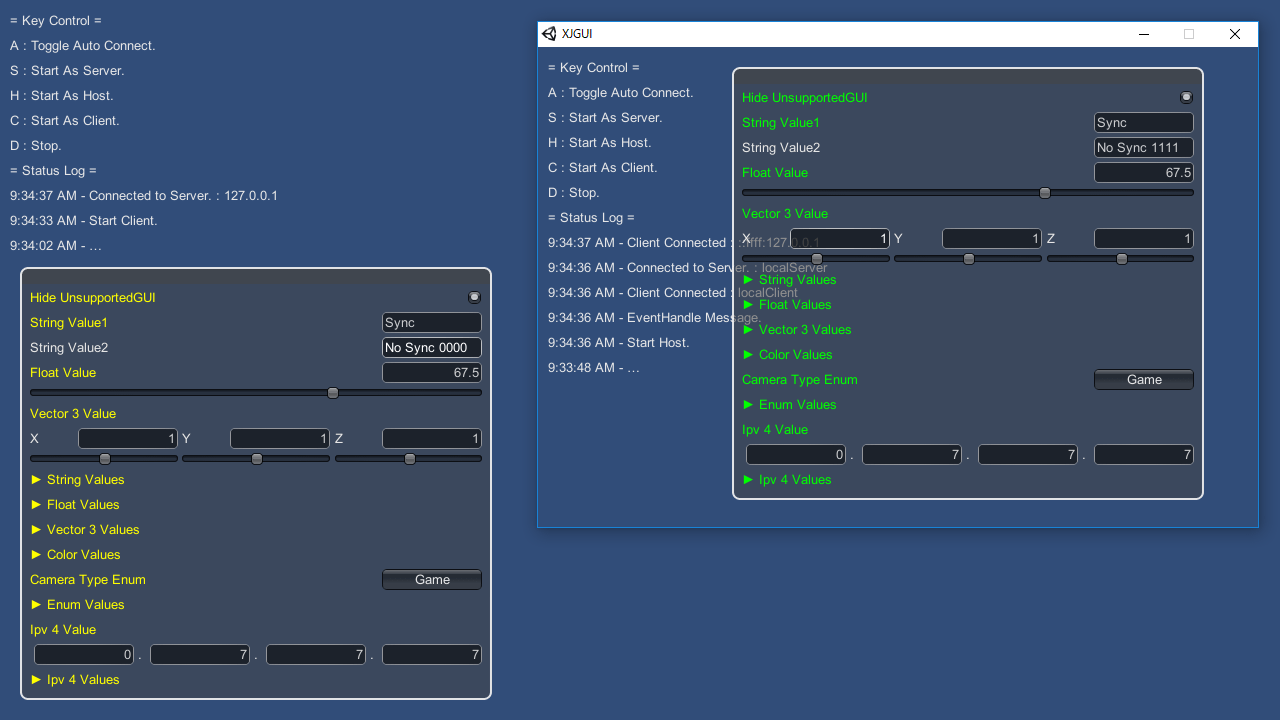 = Key Control =
A : Toggle Auto Connect.
S : Start As Server.
H : Start As Host.
C : Start As Client.
D : Stop.
= Status Log =
9:34:37 AM - Connected to Server. : 127.0.0.1
9:34:33 AM - Start Client.
9:34:02 AM - ...
Hide UnsupportedGUI
String Value1 Sync
String Value2 No Sync 0000
Float Value 67.5
Vector 3 Value
X 1 Y 1 Z 1
► String Values
► Float Values
► Vector 3 Values
► Color Values
Camera Type Enum Game
► Enum Values
Ipv 4 Value
0 . 7 . 7 . 7
► Ipv 4 Values
XJGUI
= Key Control =
A : Toggle Auto Connect.
S : Start As Server.
H : Start As Host.
C : Start As Client.
D : Stop.
= Status Log =
9:34:37 AM - Client Connected : ::ffff:127.0.0.1
9:34:36 AM - Connected to Server. : localServer
9:34:36 AM - Client Connected : localClient
9:34:36 AM - EventHandle Message.
9:34:36 AM - Start Host.
9:33:48 AM - ...
Hide UnsupportedGUI
String Value1 Sync
String Value2 No Sync 1111
Float Value 67.5
Vector 3 Value
X 1 Y 1 Z 1
► String Values
► Float Values
► Vector 3 Values
► Color Values
Camera Type Enum Game
► Enum Values
Ipv 4 Value
0 . 7 . 7 . 7
► Ipv 4 Values